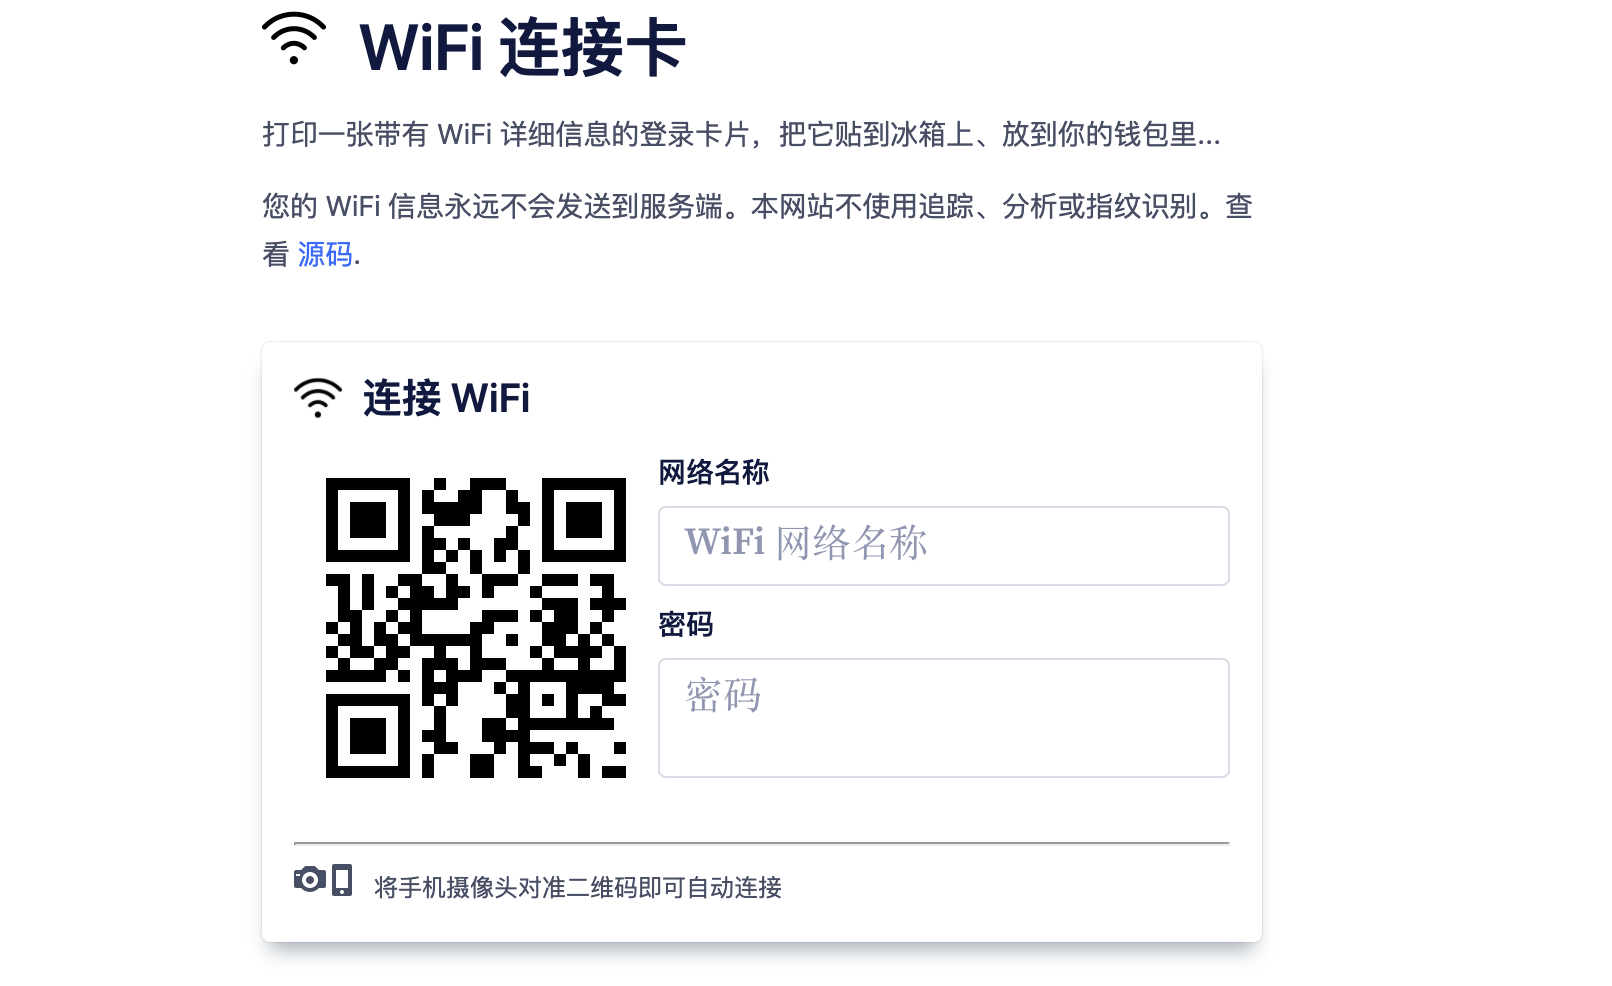 WiFi 连接卡
打印一张带有 WiFi 详细信息的登录卡片，把它贴到冰箱上、放到你的钱包里...
您的 WiFi 信息永远不会发送到服务端。本网站不使用追踪、分析或指纹识别。查
看 源码.
连接 WiFi
网络名称
WiFi 网络名称
密码
密码
将手机摄像头对准二维码即可自动连接